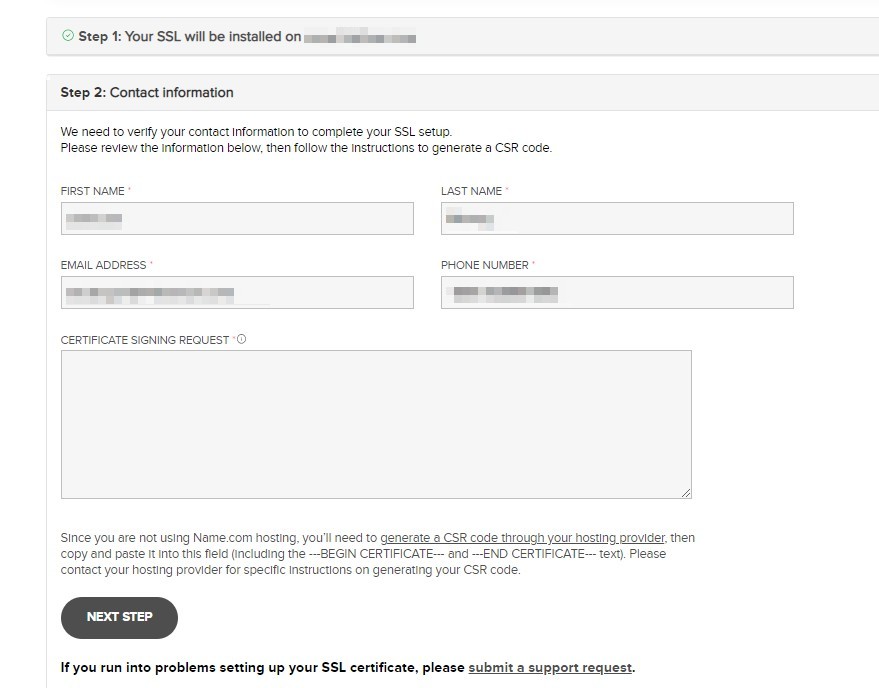 Step 1: Your SSL will be installed on
Step 2: Contact information
We need to verify your contact information to complete your SSL setup.
Please review the information below, then follow the instructions to generate a CSR code.
FIRST NAME *
LAST NAME *
EMAIL ADDRESS *
PHONE NUMBER *
CERTIFICATE SIGNING REQUEST *
Since you are not using Name.com hosting, you'll need to generate a CSR code through your hosting provider, then
copy and paste it into this field (including the ---BEGIN CERTIFICATE--- and ---END CERTIFICATE--- text). Please
contact your hosting provider for specific instructions on generating your CSR code.
NEXT STEP
If you run into problems setting up your SSL certificate, please submit a support request.